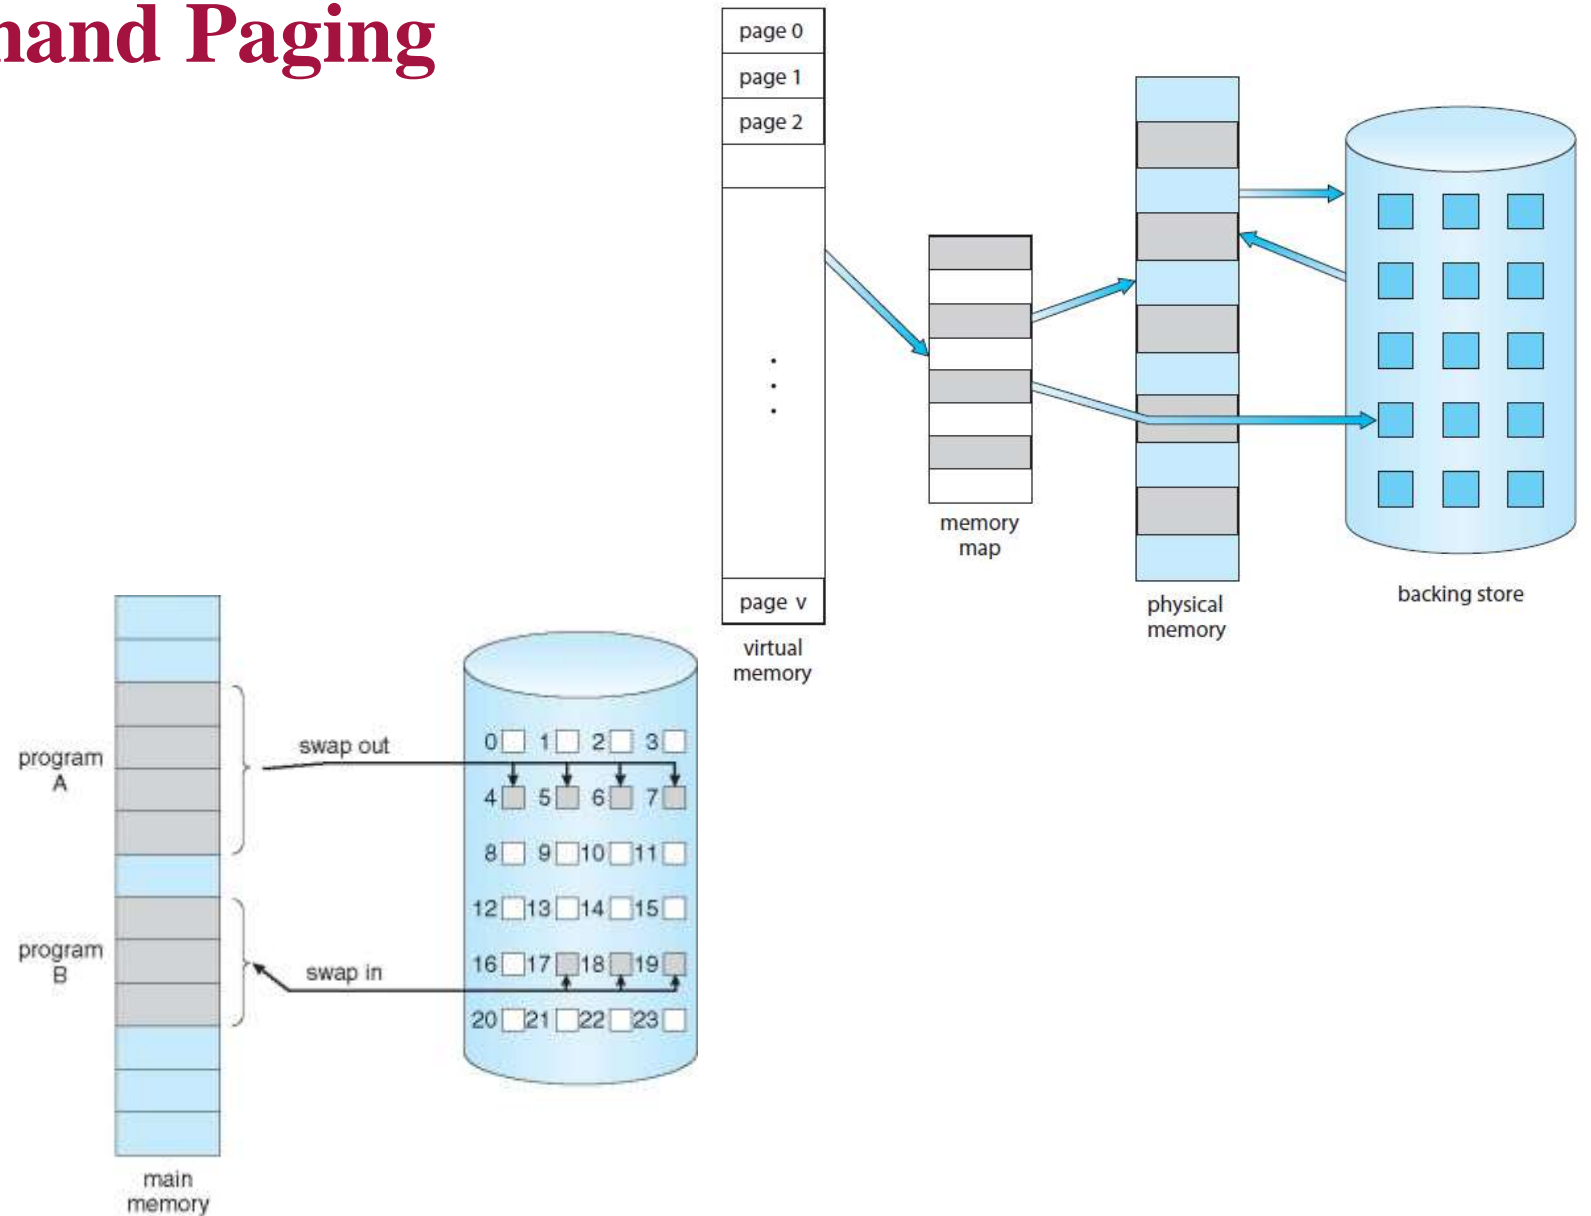 nand Paging
page 0
page 1
page 2
page v
virtual
memory
memory
map
physical
memory
backing store
program
A
swap out
0 1 2 3
4 5 6 7
8 9 10 11
12 13 14 15
program
B
swap in
16 17 18 19
20 21 22 23
main
memory